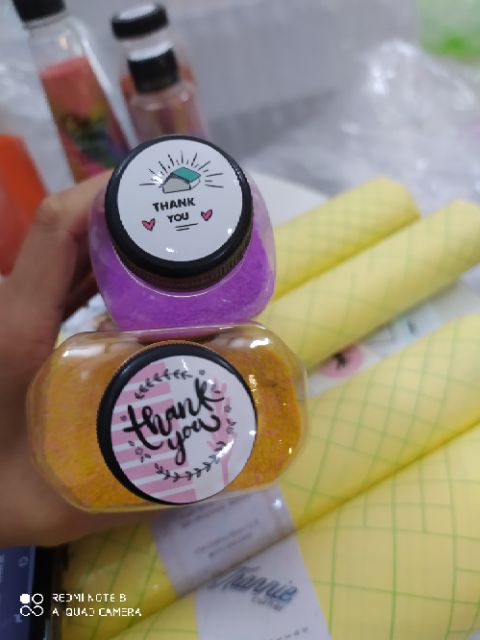 THANK
YOU
thank
you
REDMI NOTE 8
AI QUAD CAMERA